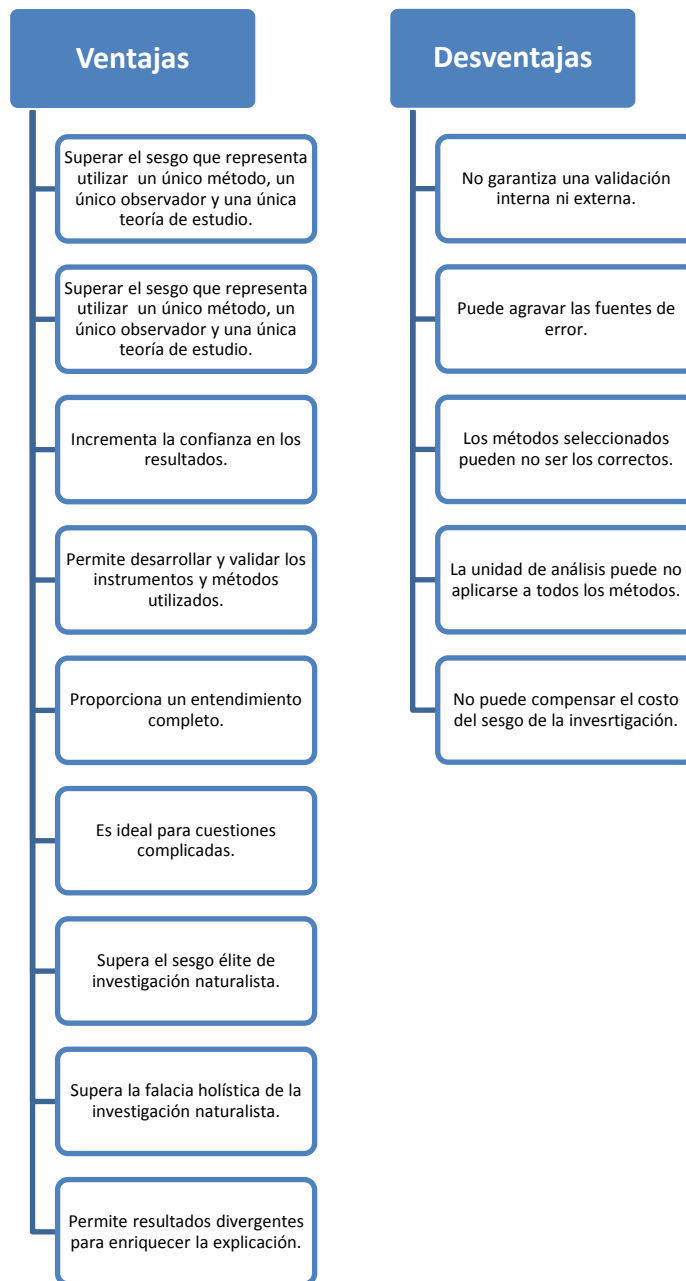 Ventajas
Superar el sesgo que representa
utilizar un único método, un
único observador y una única
teoría de estudio.
Superar el sesgo que representa
utilizar un único método, un
único observador y una única
teoría de estudio.
Incrementa la confianza en los
resultados.
Permite desarrollar y validar los
instrumentos y métodos
utilizados.
Proporciona un entendimiento
completo.
Es ideal para cuestiones
complicadas.
Supera el sesgo élite de
investigación naturalista.
Supera la falacia holística de la
investigación naturalista.
Permite resultados divergentes
para enriquecer la explicación.
Desventajas
No garantiza una validación
interna ni externa.
Puede agravar las fuentes de
error.
Los métodos seleccionados
pueden no ser los correctos.
La unidad de análisis puede no
aplicarse a todos los métodos.
No puede compensar el costo
del sesgo de la invesrtigación.